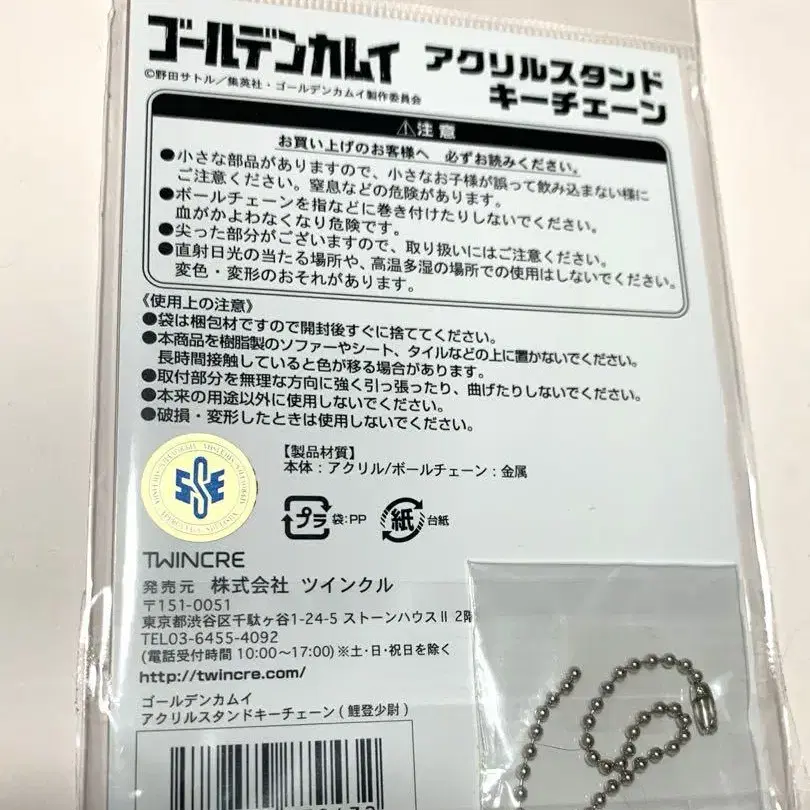 ゴールデンカムイ アクリルスタンド
キーチェーン
©野田サトル/集英社・ゴールデンカムイ製作委員会
⚠注意
お買い上げのお客様へ 必ずお読みください。
●小さな部品がありますので、小さなお子様が誤って飲み込まない様に
ご注意ください。窒息などの危険があります。
●ボールチェーンを指などに巻き付けたりしないでください。
血がかよわなくなり危険です。
●尖った部分がございますので、取り扱いにはご注意ください。
●直射日光の当たる場所や、高温多湿の場所での使用はしないでください。
変色・変形のおそれがあります。
《使用上の注意》
●袋は梱包材ですので開封後すぐに捨ててください。
●本商品を樹脂製のソファーやシート、タイルなどの上に置かないでください。
長時間接触していると色が移る場合があります。
●取付部分を無理な方向に強く引っ張ったり、曲げたりしないでください。
●本来の用途以外に使用しないでください。
●破損・変形したときは使用しないでください。
【製品材質】
本体:アクリル/ボールチェーン:金属
プラ 袋:PP 紙 台紙
TWINCRE
発売元 株式会社 ツインクル
〒151-0051
東京都渋谷区千駄ヶ谷1-24-5 ストーンハウスⅡ 2階
TEL03-6455-4092
(電話受付時間 10:00〜17:00)※土・日・祝日を除く
http://twincre.com/
ゴールデンカムイ
アクリルスタンドキーチェーン(鯉登少尉)